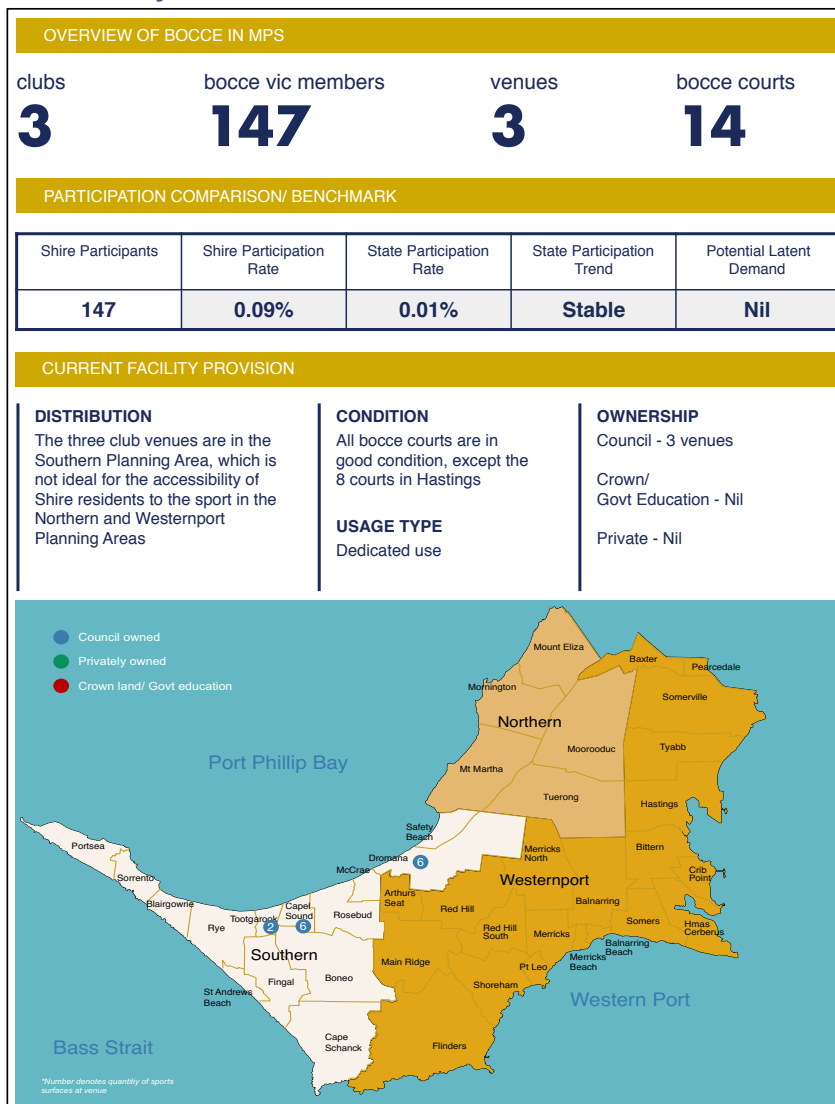 OVERVIEW OF BOCCE IN MPS
clubs
bocce vic members
venues
bocce courts
3
147
3
14
PARTICIPATION COMPARISON/ BENCHMARK
Shire Participants
Shire Participation
Rate
State Participation
Rate
State Participation
Trend
Potential Latent
Demand
147
0.09%
0.01%
Stable
Nil
CURRENT FACILITY PROVISION
DISTRIBUTION
The three club venues are in the
Southern Planning Area, which is
not ideal for the accessibility of
Shire residents to the sport in the
Northern and Westernport
Planning Areas
CONDITION
All bocce courts are in
good condition, except the
8 courts in Hastings
USAGE TYPE
Dedicated use
OWNERSHIP
Council - 3 venues
Crown/
Govt Education - Nil
Private - Nil
Council owned
Privately owned
Crown land/ Govt education
Port Phillip Bay
Mount Eliza
Baxter
Pearcedale
Mornington
Somerville
Northern
Moorooduc
Tyabb
Mt Martha
Tuerong
Hastings
Safety
Beach
Portsea
Dromana
6
Merricks
North
Bittern
Sorrento
McCrae
Westernport
Crib
Point
Blairgowrie
Arthurs
Seat
Capel
Sound
Rosebud
Red Hill
Balnarring
Tootgarook
Rye
2
6
Red Hill
South
Merricks
Somers
Hmas
Cerberus
Southern
Balnarring
Beach
Merricks
Beach
Main Ridge
Pt Leo
Fingal
Boneo
Shoreham
St Andrews
Beach
Western Port
Cape
Schanck
Flinders
Bass Strait
*Number denotes quantitiy of sports
surfaces at venue